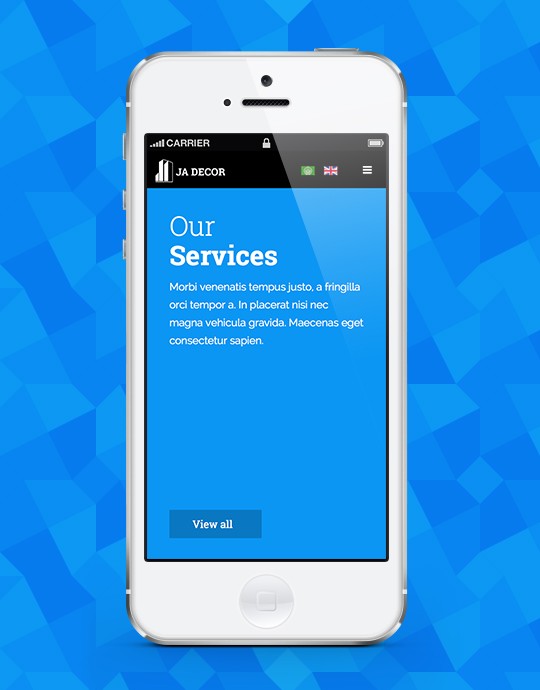 CARRIER
JA DECOR
Our
Services
Morbi venenatis tempus justo, a fringilla
orci tempor a. In placerat nisi nec
magna vehicula gravida. Maecenas eget
consectetur sapien.
View all